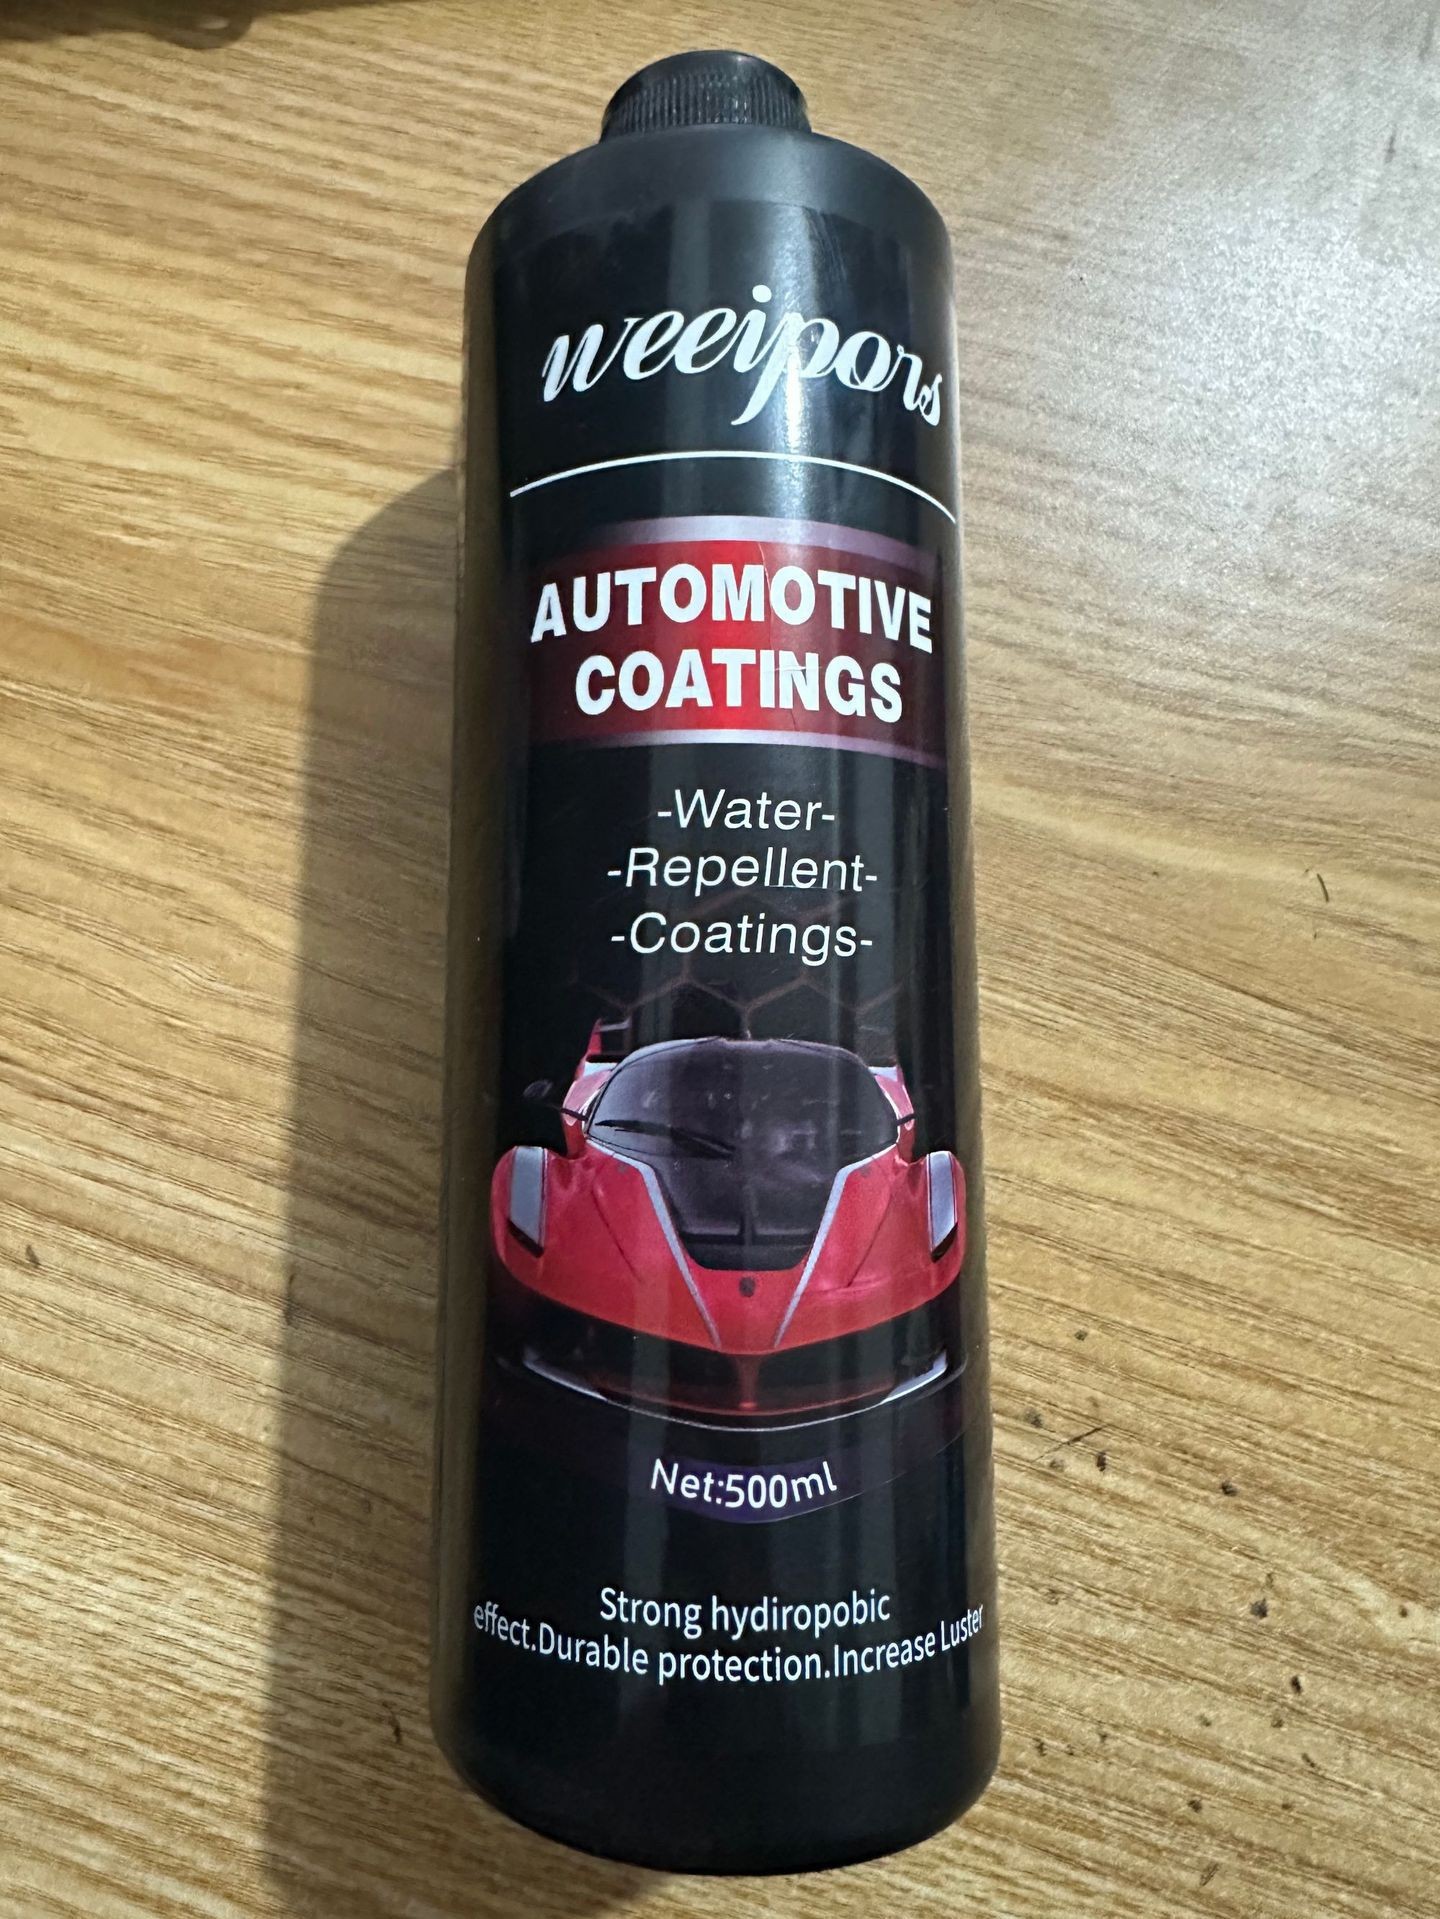 weeipors
AUTOMOTIVE
COATINGS
-Water-
-Repellent-
-Coatings-
Net:500ml
Strong hydiropobic
effect.Durable protection.Increase Luster